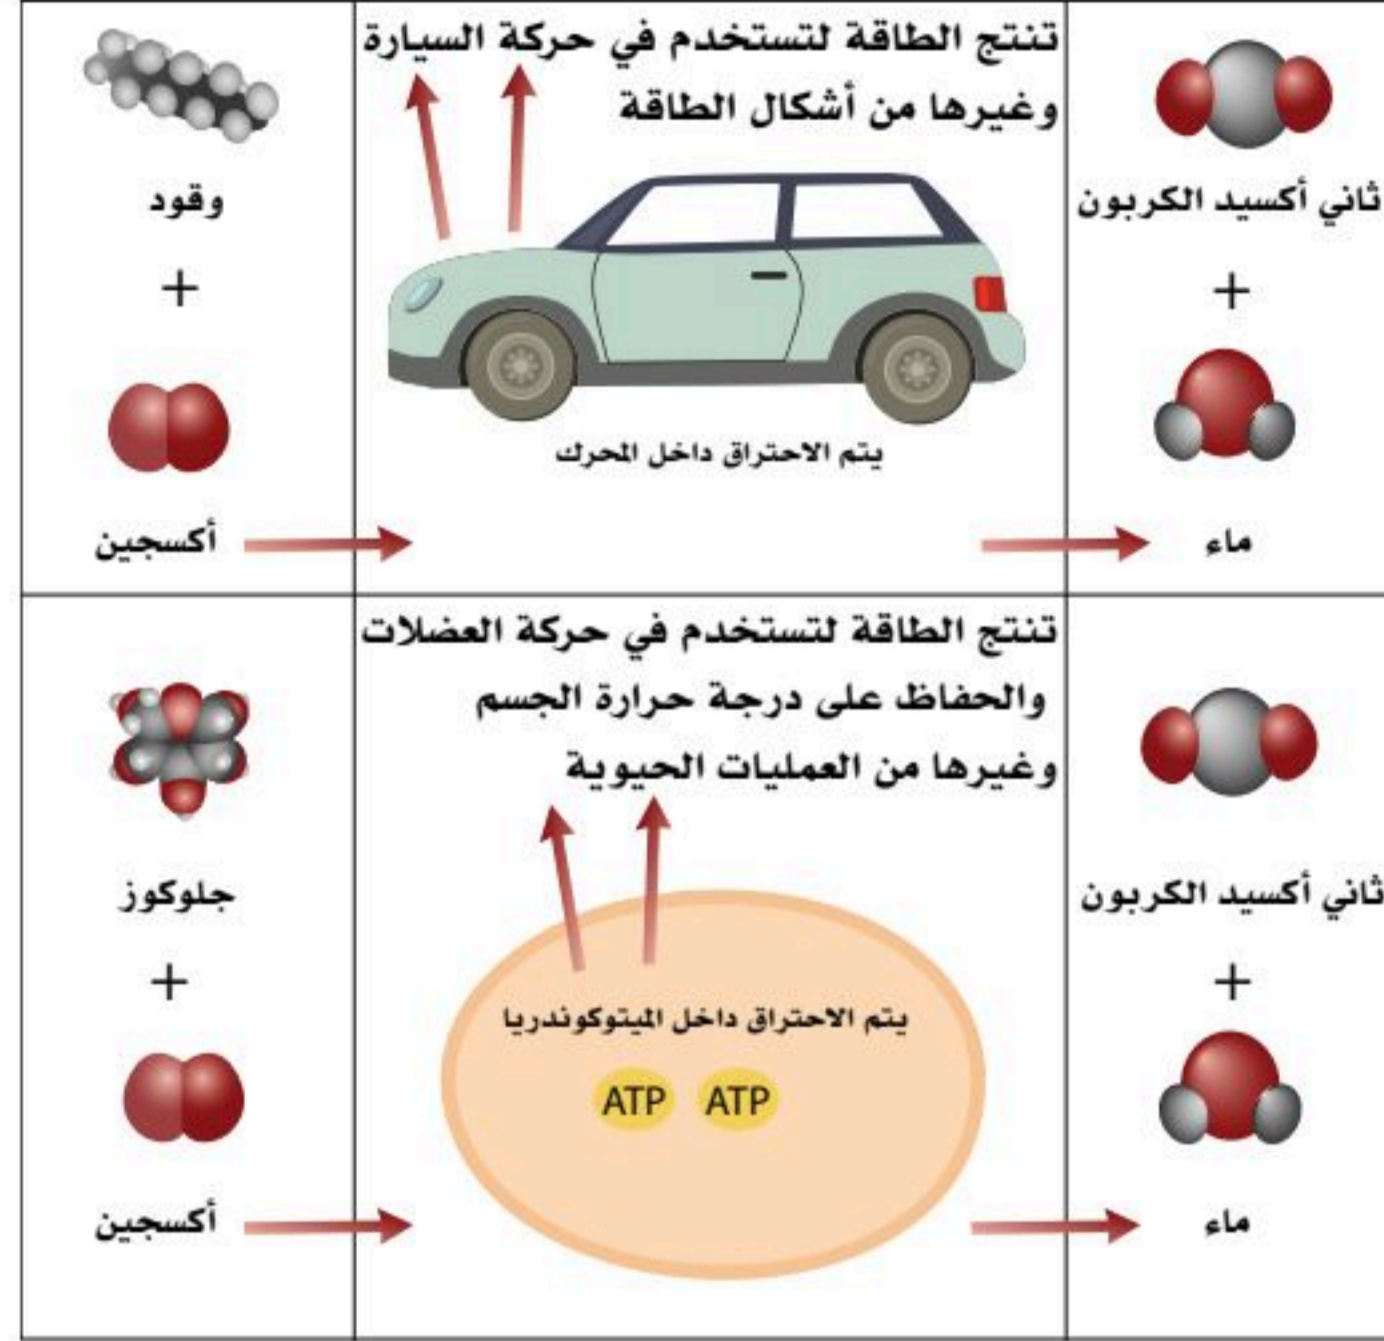 تنتج الطاقة لتستخدم في حركة السيارة
وغيرها من أشكال الطاقة
وقود
+
أكسجين
يتم الاحتراق داخل المحرك
ثاني أكسيد الكربون
+
ماء
تنتج الطاقة لتستخدم في حركة العضلات
والحفاظ على درجة حرارة الجسم
وغيرها من العمليات الحيوية
جلوكوز
+
أكسجين
يتم الاحتراق داخل الميتوكوندريا
ATP ATP
ثاني أكسيد الكربون
+
ماء